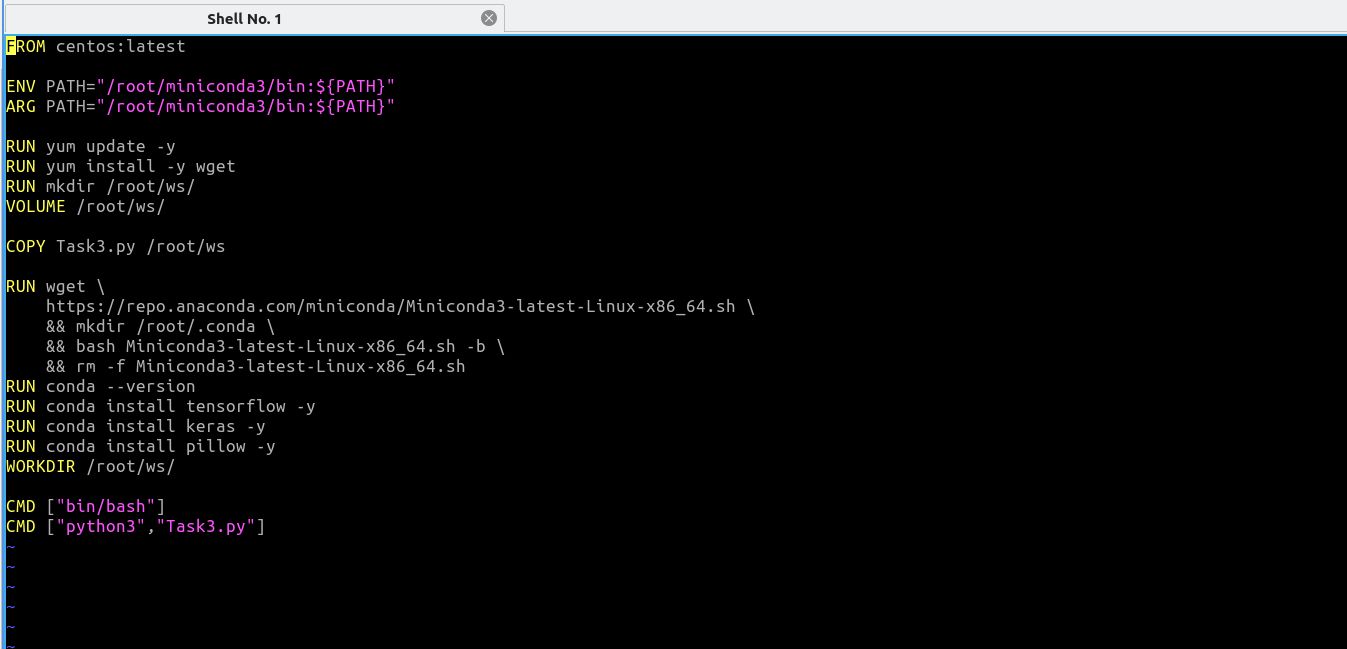 Shell No. 1
FROM centos:latest
ENV PATH="/root/miniconda3/bin:${PATH}"
ARG PATH="/root/miniconda3/bin:${PATH}"
RUN yum update -y
RUN yum install -y wget
RUN mkdir /root/ws/
VOLUME /root/ws/
COPY Task3.py /root/ws
RUN wget \
    https://repo.anaconda.com/miniconda/Miniconda3-latest-Linux-x86_64.sh \
    && mkdir /root/.conda \
    && bash Miniconda3-latest-Linux-x86_64.sh -b \
    && rm -f Miniconda3-latest-Linux-x86_64.sh
RUN conda --version
RUN conda install tensorflow -y
RUN conda install keras -y
RUN conda install pillow -y
WORKDIR /root/ws/
CMD ["bin/bash"]
CMD ["python3","Task3.py"]
~
~
~
~
~
~